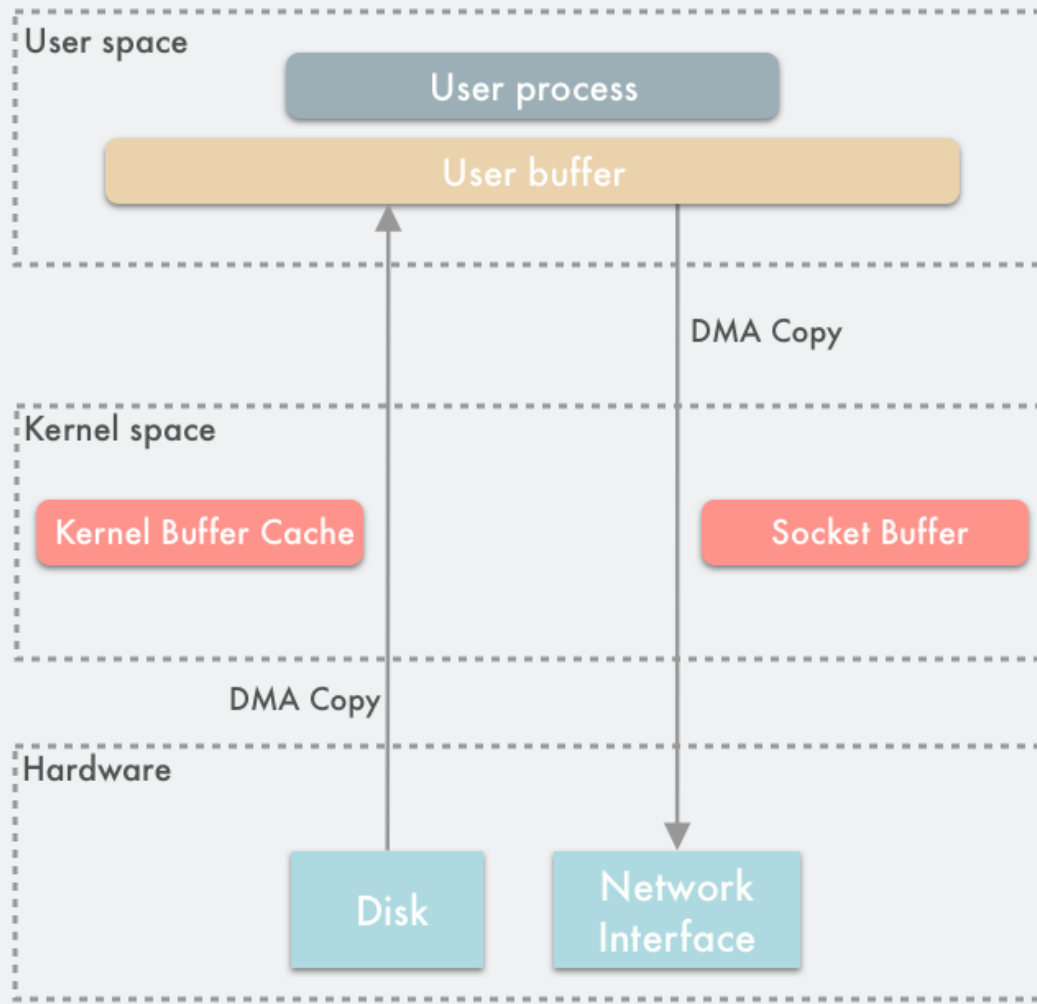 User space
User process
User buffer
DMA Copy
Kernel space
Kernel Buffer Cache
Socket Buffer
DMA Copy
Hardware
Disk
Network
Interface